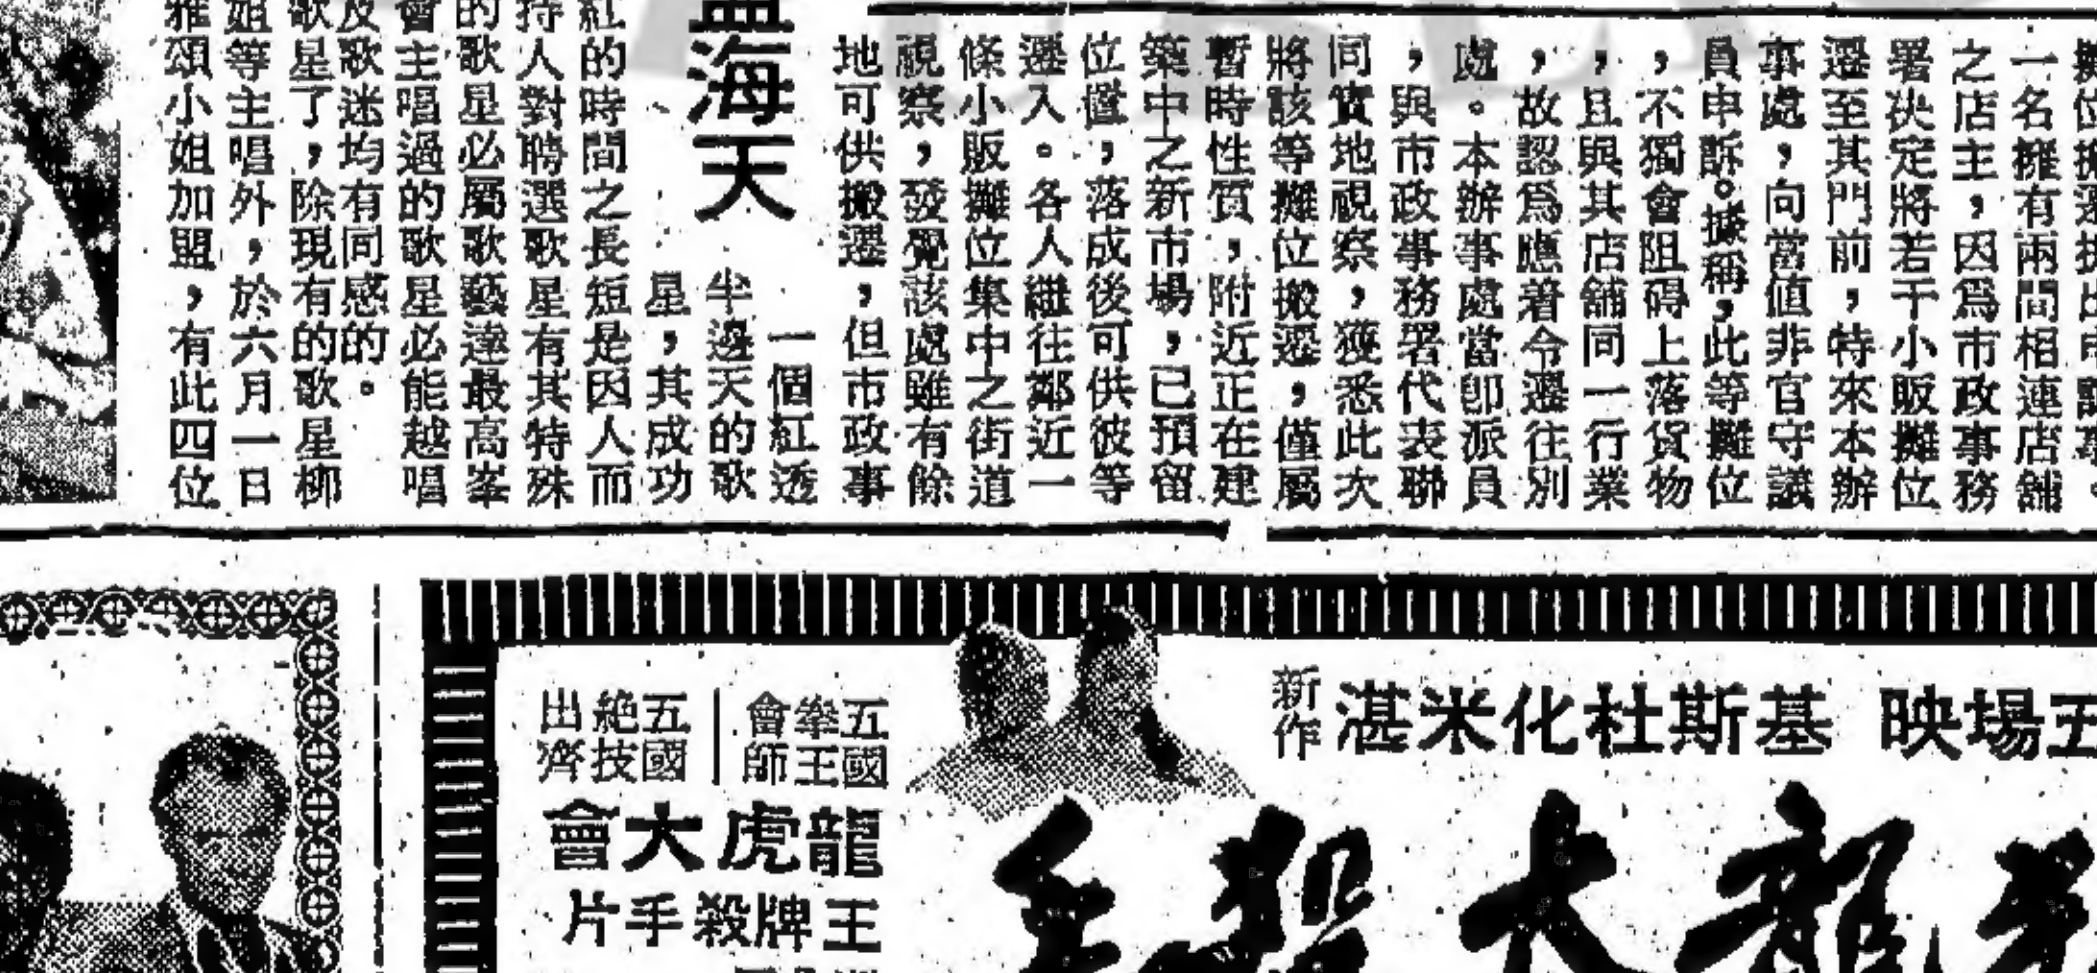 一名擁有兩間相連店舖
之店主，因爲市政事務
署決定將若干小販攤位
遷至其門前，特來本辦
事處，向當値非官守議
員申訴。據稱，此等攤位
，不獨會阻碍上落貨物
，且與其店舖同一行業
，故認爲應着令遷往別
處。本辦事處當卽派員
，與市政事務署代表聯
同實地視察，獲悉此次
將該等攤位搬遷，僅屬
暫時性質，附近正在建
築中之新市場，已預留
位置，落成後可供彼等
遷入。各人繼往鄰近一
條小販攤位集中之街道
視察，發覺該處雖有餘
地可供搬遷，但市政事
海天
一個紅透
半邊天的歌
星，其成功
紅的時間之長短是因人而
持人對聘選歌星有其特殊
的歌星必屬歌藝達最高峯
會主唱過的歌星必能越唱
及歌迷均有同感的。
歌星了，除現有的歌星柳
姐等主唱外，於六月一日
雅頌小姐加盟，有此四位
五場映 基斯杜化米湛
新作
五國拳王會師
五國絕技出齊
龍虎大會
王牌殺手片